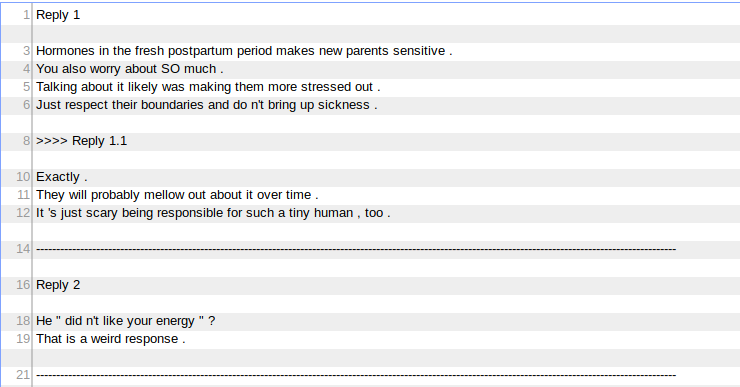 1 Reply 1
3 Hormones in the fresh postpartum period makes new parents sensitive .
4 You also worry about SO much .
5 Talking about it likely was making them more stressed out .
6 Just respect their boundaries and do n't bring up sickness .
8 >>>> Reply 1.1
10 Exactly .
11 They will probably mellow out about it over time .
12 It 's just scary being responsible for such a tiny human , too .
14 --------------------------------------------------------------------------------------------------------------------------------
16 Reply 2
18 He " did n't like your energy " ?
19 That is a weird response .
21 --------------------------------------------------------------------------------------------------------------------------------